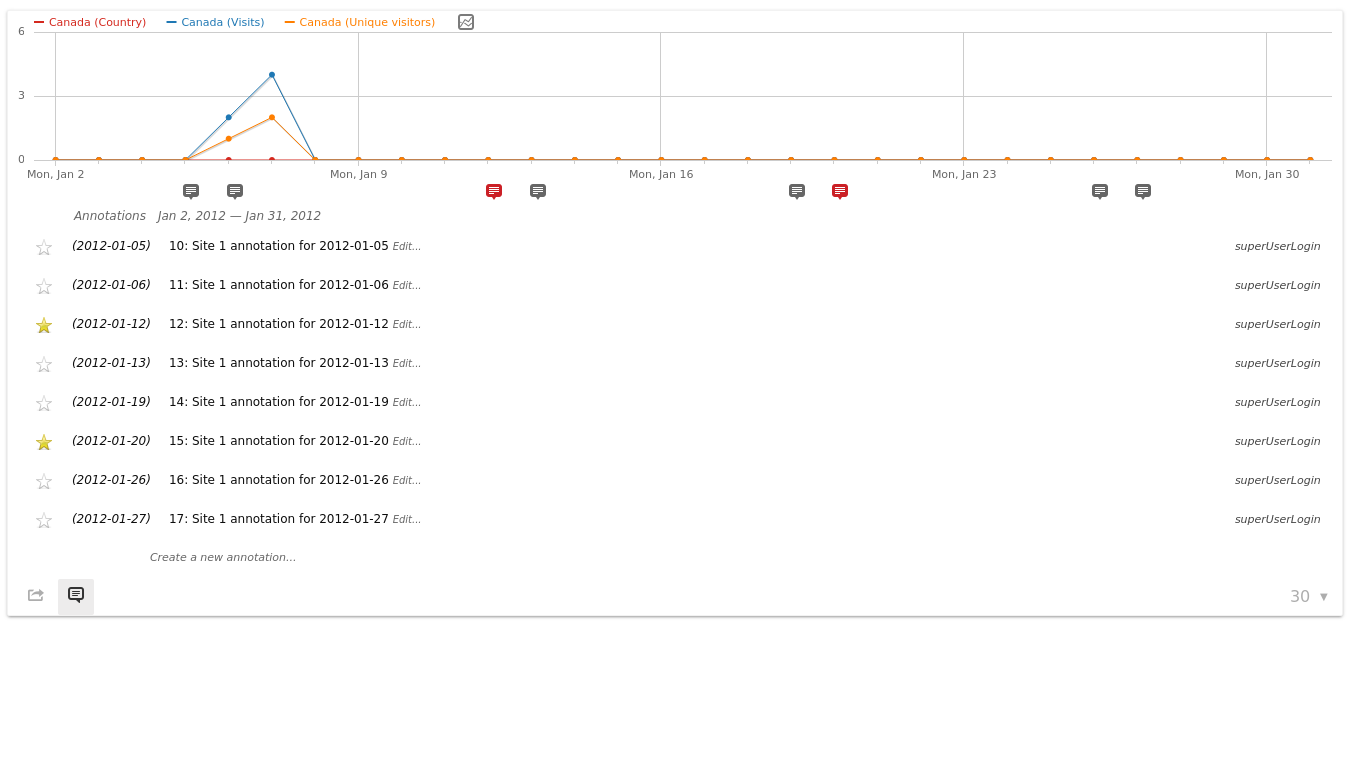 Canada (Country) Canada (Visits) Canada (Unique visitors)
6
3
0
Mon, Jan 2 Mon, Jan 9 Mon, Jan 16 Mon, Jan 23 Mon, Jan 30
Annotations Jan 2, 2012 — Jan 31, 2012
(2012-01-05) 10: Site 1 annotation for 2012-01-05 Edit... superUserLogin
(2012-01-06) 11: Site 1 annotation for 2012-01-06 Edit... superUserLogin
(2012-01-12) 12: Site 1 annotation for 2012-01-12 Edit... superUserLogin
(2012-01-13) 13: Site 1 annotation for 2012-01-13 Edit... superUserLogin
(2012-01-19) 14: Site 1 annotation for 2012-01-19 Edit... superUserLogin
(2012-01-20) 15: Site 1 annotation for 2012-01-20 Edit... superUserLogin
(2012-01-26) 16: Site 1 annotation for 2012-01-26 Edit... superUserLogin
(2012-01-27) 17: Site 1 annotation for 2012-01-27 Edit... superUserLogin
Create a new annotation...
30